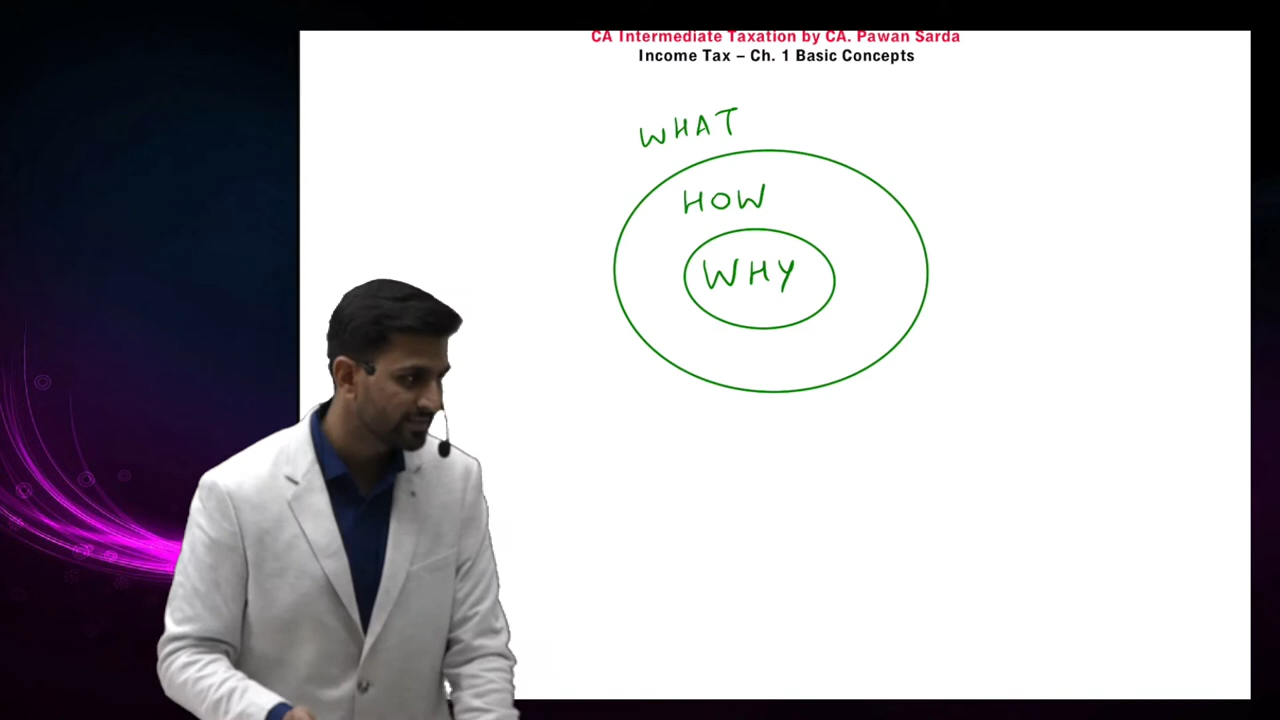 CA Intermediate Taxation by CA. Pawan Sarda
Income Tax – Ch. 1 Basic Concepts
WHAT
HOW
WHY